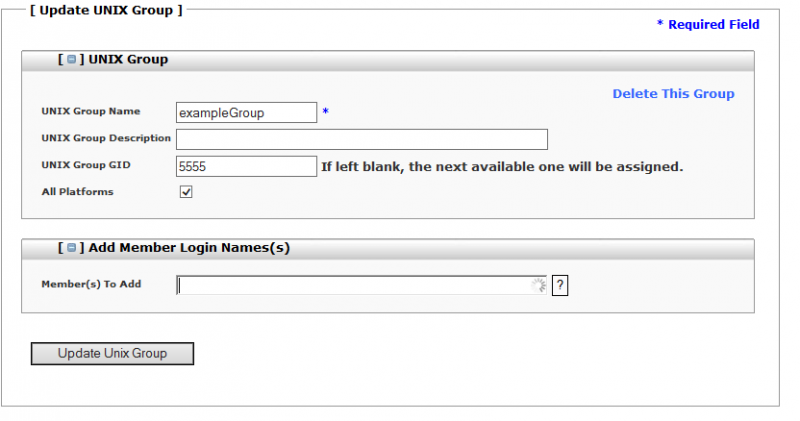 [ Update UNIX Group ]
* Required Field
[ ] UNIX Group
Delete This Group
UNIX Group Name exampleGroup *
UNIX Group Description
UNIX Group GID 5555 If left blank, the next available one will be assigned.
All Platforms
[ ] Add Member Login Names(s)
Member(s) To Add ?
Update Unix Group